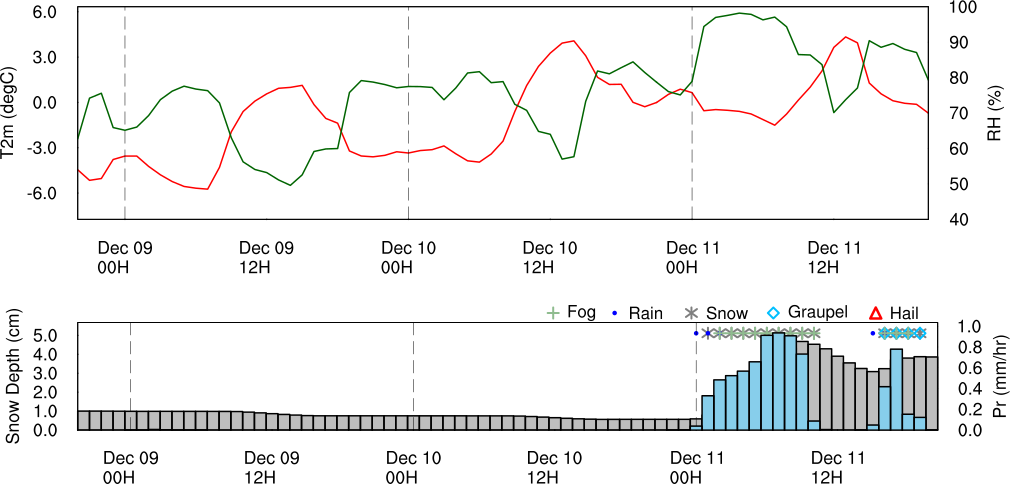 6.0
3.0
0.0
-3.0
-6.0
T2m (degC)
100
90
80
70
60
50
40
RH (%)
Dec 09 Dec 09 Dec 10 Dec 10 Dec 11 Dec 11
00H 12H 00H 12H 00H 12H
Fog Rain Snow Graupel Hail
5.0
4.0
3.0
2.0
1.0
0.0
Snow Depth (cm)
1.0
0.8
0.6
0.4
0.2
0.0
Pr (mm/hr)
Dec 09 Dec 09 Dec 10 Dec 10 Dec 11 Dec 11
00H 12H 00H 12H 00H 12H